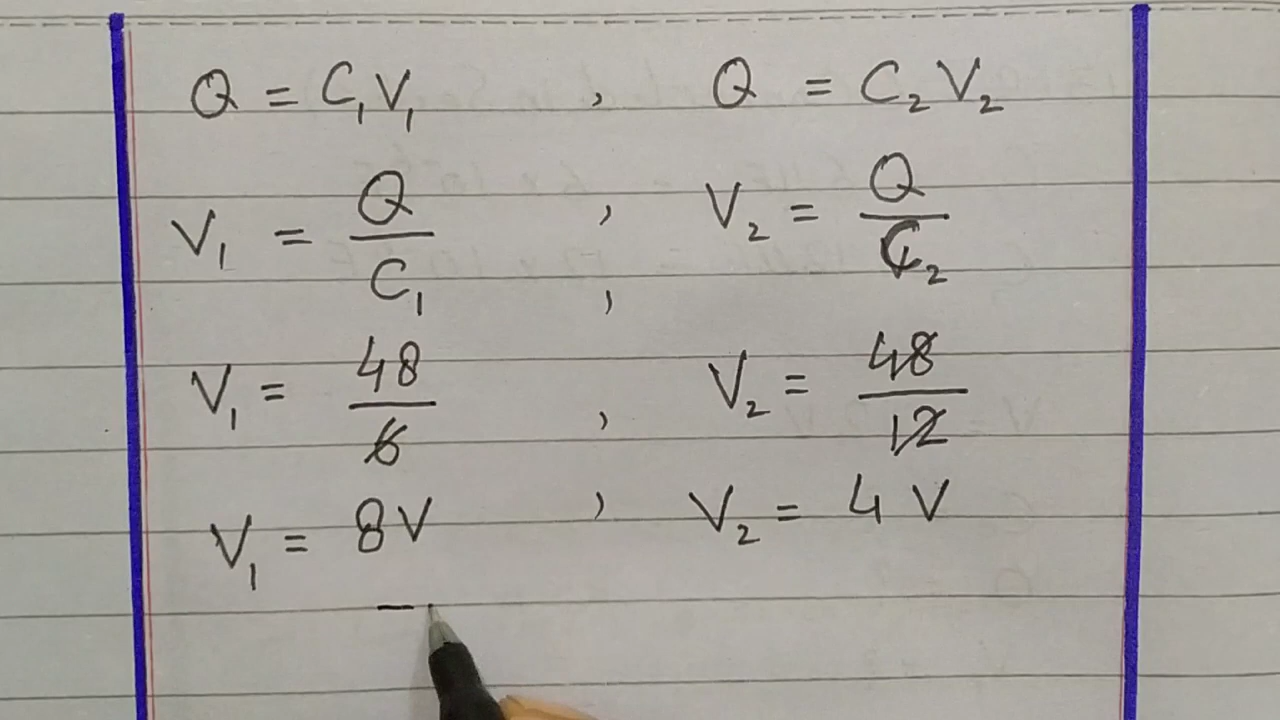 Q = C₁V₁ , Q = C₂V₂
V₁ = Q/C₁ , V₂ = Q/C₂
,
V₁ = 48/6 , V₂ = 48/12
V₁ = 8V , V₂ = 4 V